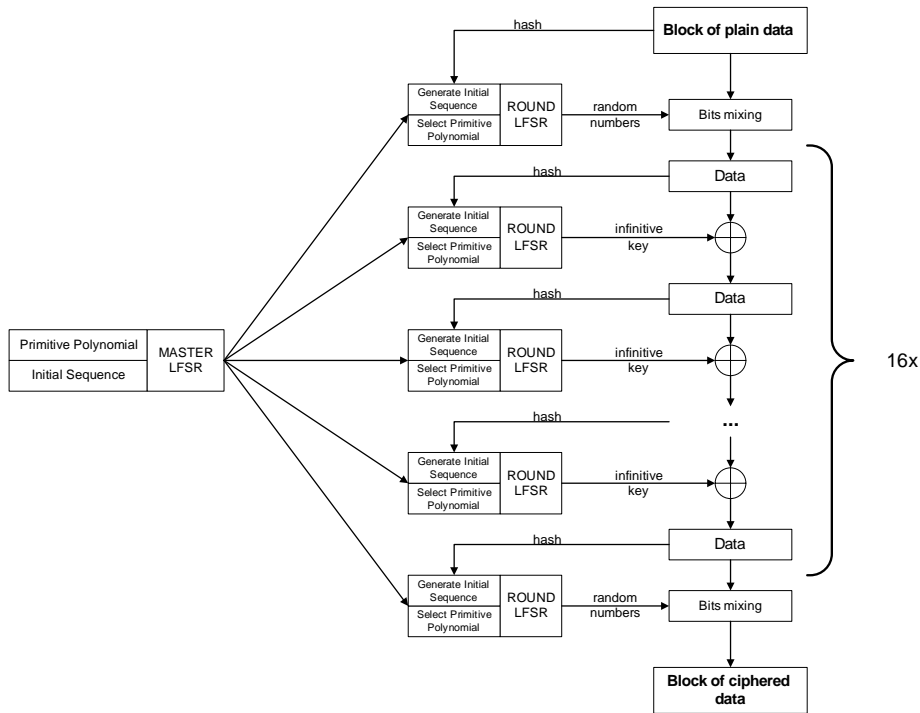 Block of plain data
hash
Generate Initial
Sequence
Select Primitive
Polynomial
ROUND
LFSR
random
numbers
Bits mixing
hash
Data
Generate Initial
Sequence
Select Primitive
Polynomial
ROUND
LFSR
infinitive
key
hash
Data
Primitive Polynomial
Initial Sequence
MASTER
LFSR
Generate Initial
Sequence
Select Primitive
Polynomial
ROUND
LFSR
infinitive
key
16x
hash
...
Generate Initial
Sequence
Select Primitive
Polynomial
ROUND
LFSR
infinitive
key
hash
Data
Generate Initial
Sequence
Select Primitive
Polynomial
ROUND
LFSR
random
numbers
Bits mixing
Block of ciphered
data